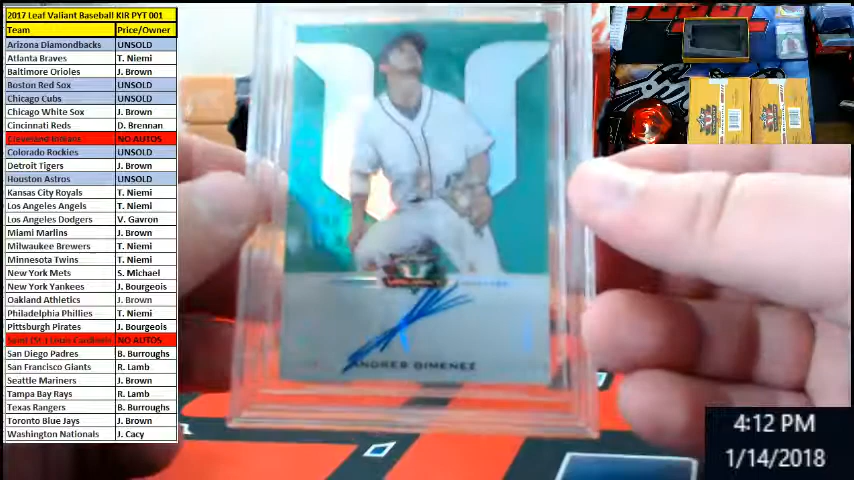 2017 Leaf Valiant Baseball KIR PYT 001
Team Price/Owner
Arizona Diamondbacks UNSOLD
Atlanta Braves T. Niemi
Baltimore Orioles J. Brown
Boston Red Sox UNSOLD
Chicago Cubs UNSOLD
Chicago White Sox J. Brown
Cincinnati Reds D. Brennan
Cleveland Indians NO AUTOS
Colorado Rockies UNSOLD
Detroit Tigers J. Brown
Houston Astros UNSOLD
Kansas City Royals T. Niemi
Los Angeles Angels T. Niemi
Los Angeles Dodgers V. Gavron
Miami Marlins J. Brown
Milwaukee Brewers T. Niemi
Minnesota Twins T. Niemi
New York Mets S. Michael
New York Yankees J. Bourgeois
Oakland Athletics J. Brown
Philadelphia Phillies T. Niemi
Pittsburgh Pirates J. Bourgeois
Saint (St.) Louis Cardinals NO AUTOS
San Diego Padres B. Burroughs
San Francisco Giants R. Lamb
Seattle Mariners J. Brown
Tampa Bay Rays R. Lamb
Texas Rangers B. Burroughs
Toronto Blue Jays J. Brown
Washington Nationals J. Cacy
VALIANT
ANDRES GIMENEZ
4:12 PM
1/14/2018